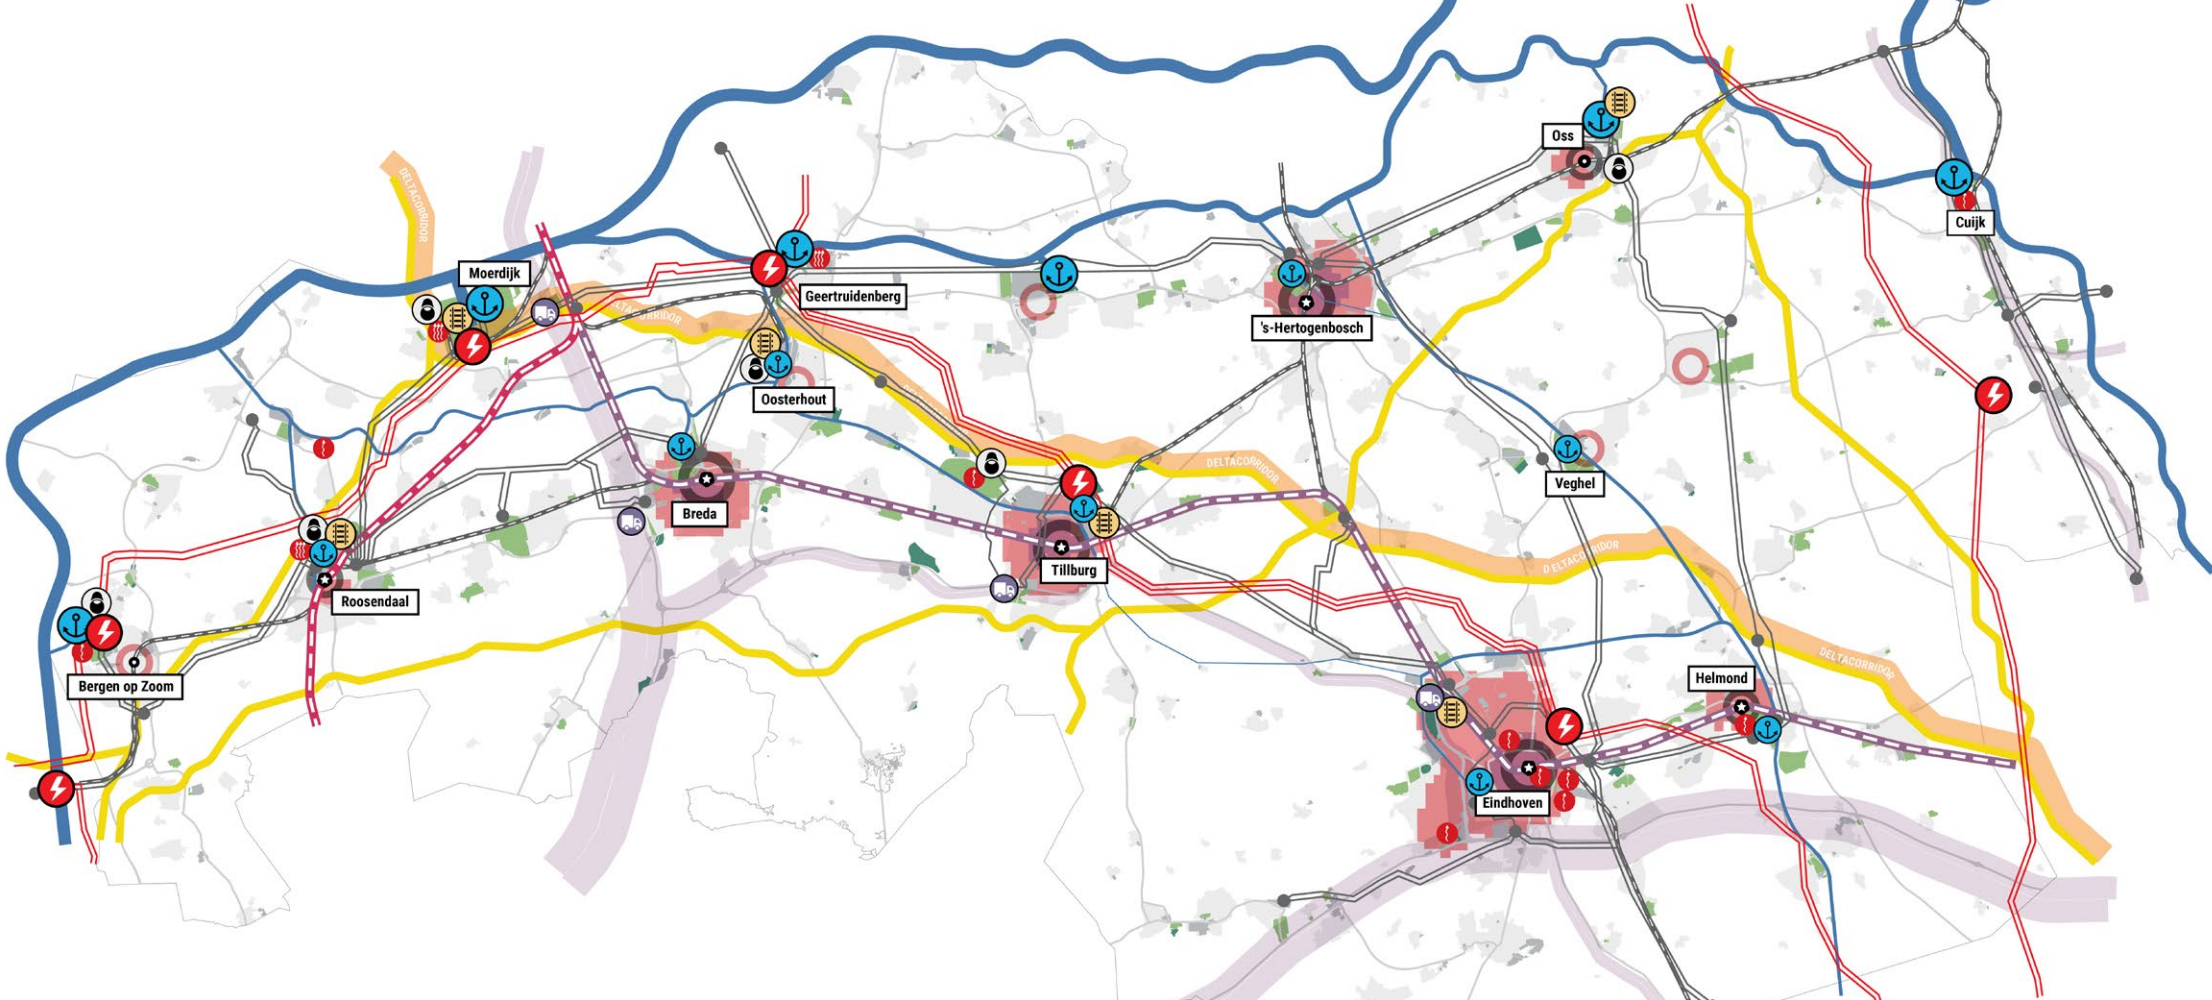 Oss
DELTACORRIDOR
Cuijk
Moerdijk
Geertruidenberg
DELTACORRIDOR
's-Hertogenbosch
Oosterhout
DELTACORRIDOR
Veghel
Breda
DELTACORRIDOR
Tillburg
Roosendaal
DELTACORRIDOR
Bergen op Zoom
Helmond
Eindhoven